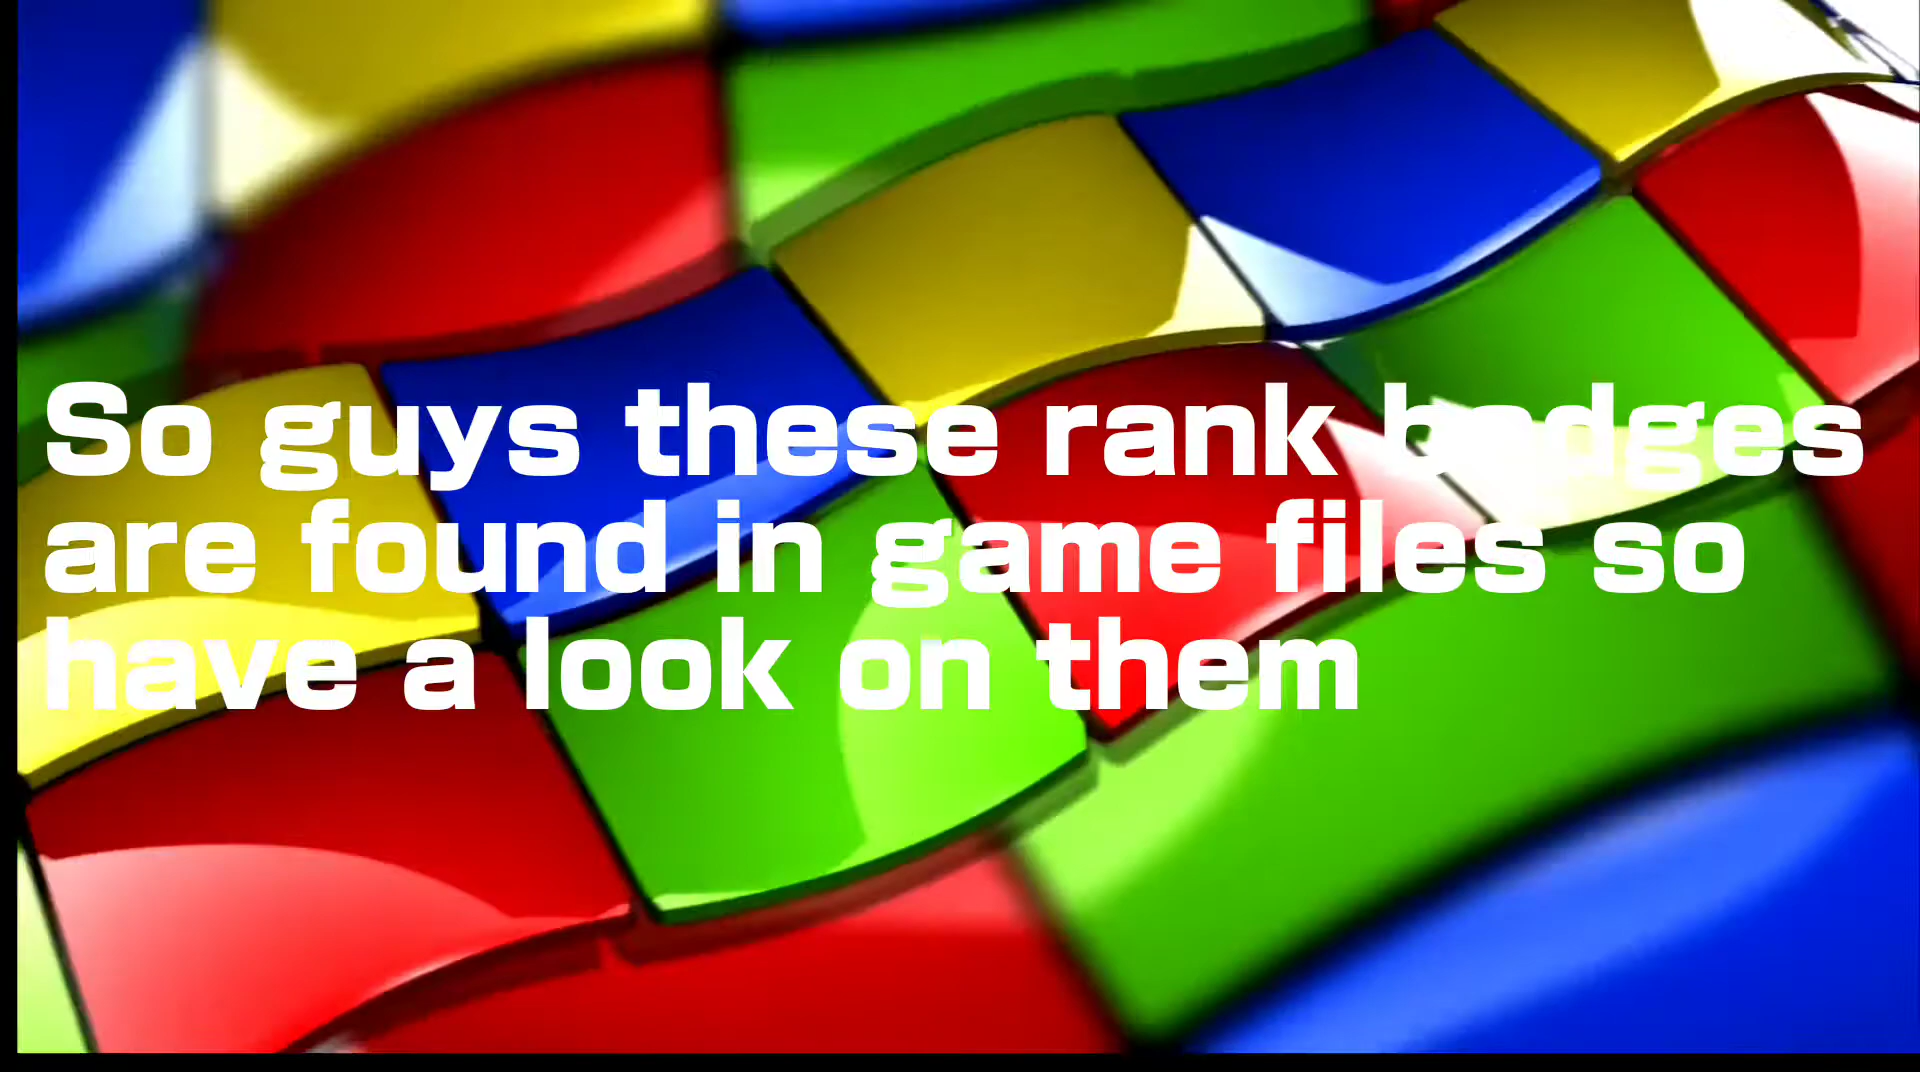 So guys these rank badges
are found in game files so
have a look on them